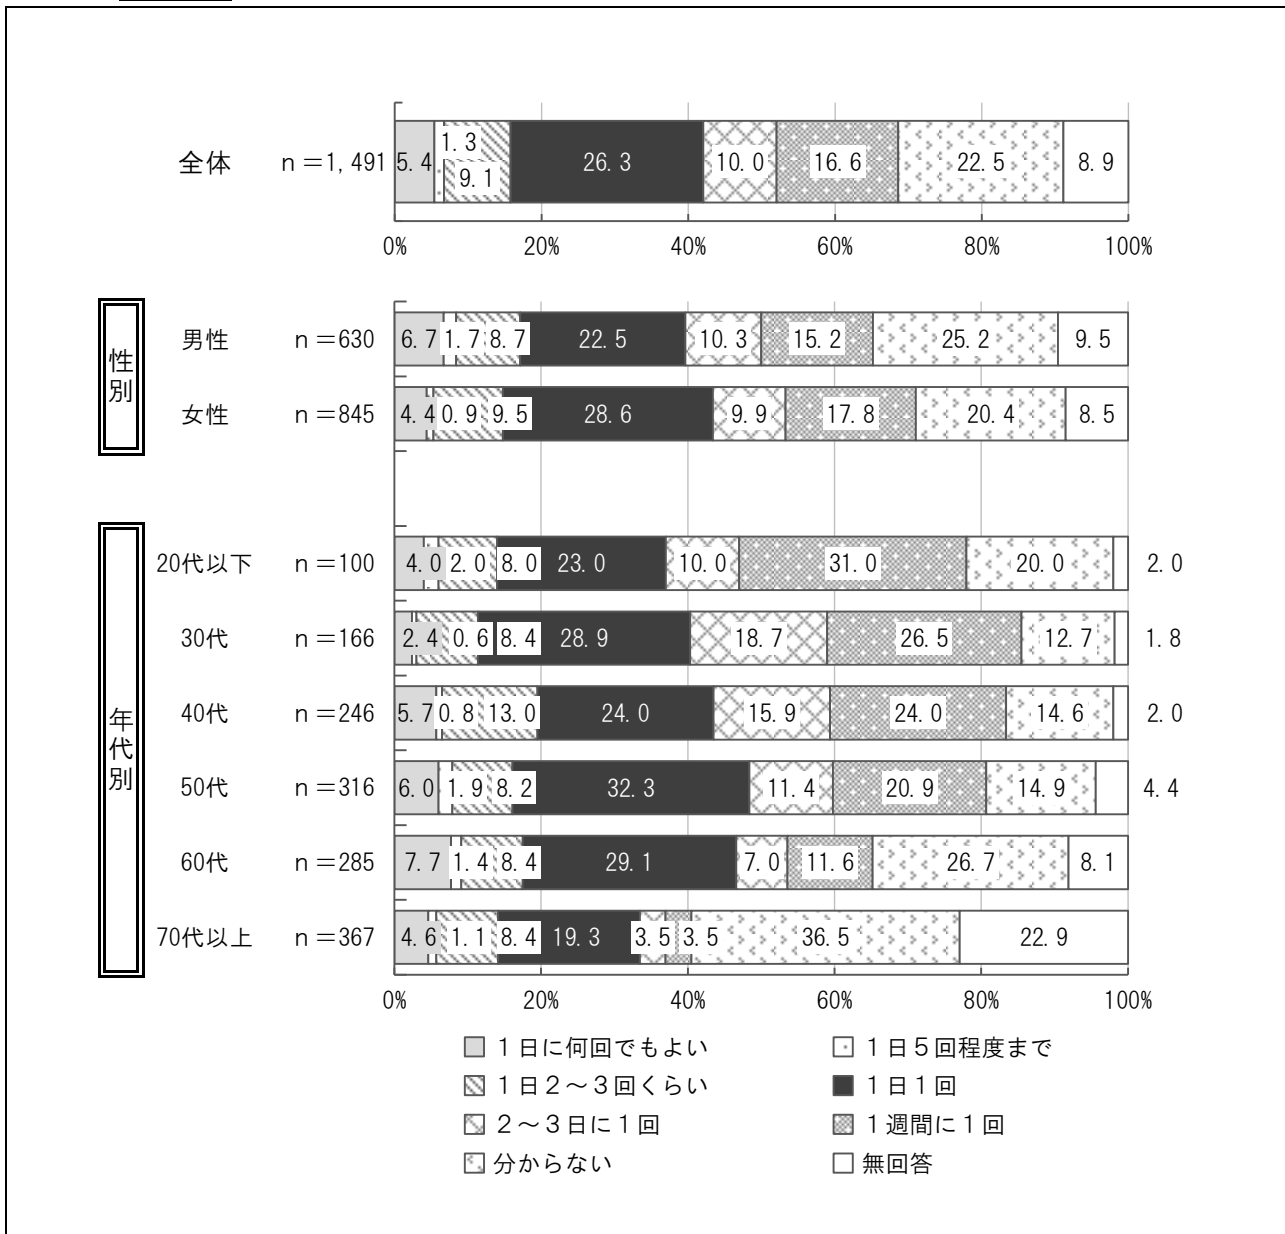 全体 n＝1,491 5.4 1.3 9.1 26.3 10.0 16.6 22.5 8.9
0% 20% 40% 60% 80% 100%
性別
男性 n＝630 6.7 1.7 8.7 22.5 10.3 15.2 25.2 9.5
女性 n＝845 4.4 0.9 9.5 28.6 9.9 17.8 20.4 8.5
年代別
20代以下 n＝100 4.0 2.0 8.0 23.0 10.0 31.0 20.0 2.0
30代 n＝166 2.4 0.6 8.4 28.9 18.7 26.5 12.7 1.8
40代 n＝246 5.7 0.8 13.0 24.0 15.9 24.0 14.6 2.0
50代 n＝316 6.0 1.9 8.2 32.3 11.4 20.9 14.9 4.4
60代 n＝285 7.7 1.4 8.4 29.1 7.0 11.6 26.7 8.1
70代以上 n＝367 4.6 1.1 8.4 19.3 3.5 3.5 36.5 22.9
0% 20% 40% 60% 80% 100%
１日に何回でもよい １日５回程度まで
１日２～３回くらい １日１回
２～３日に１回 １週間に１回
分からない 無回答